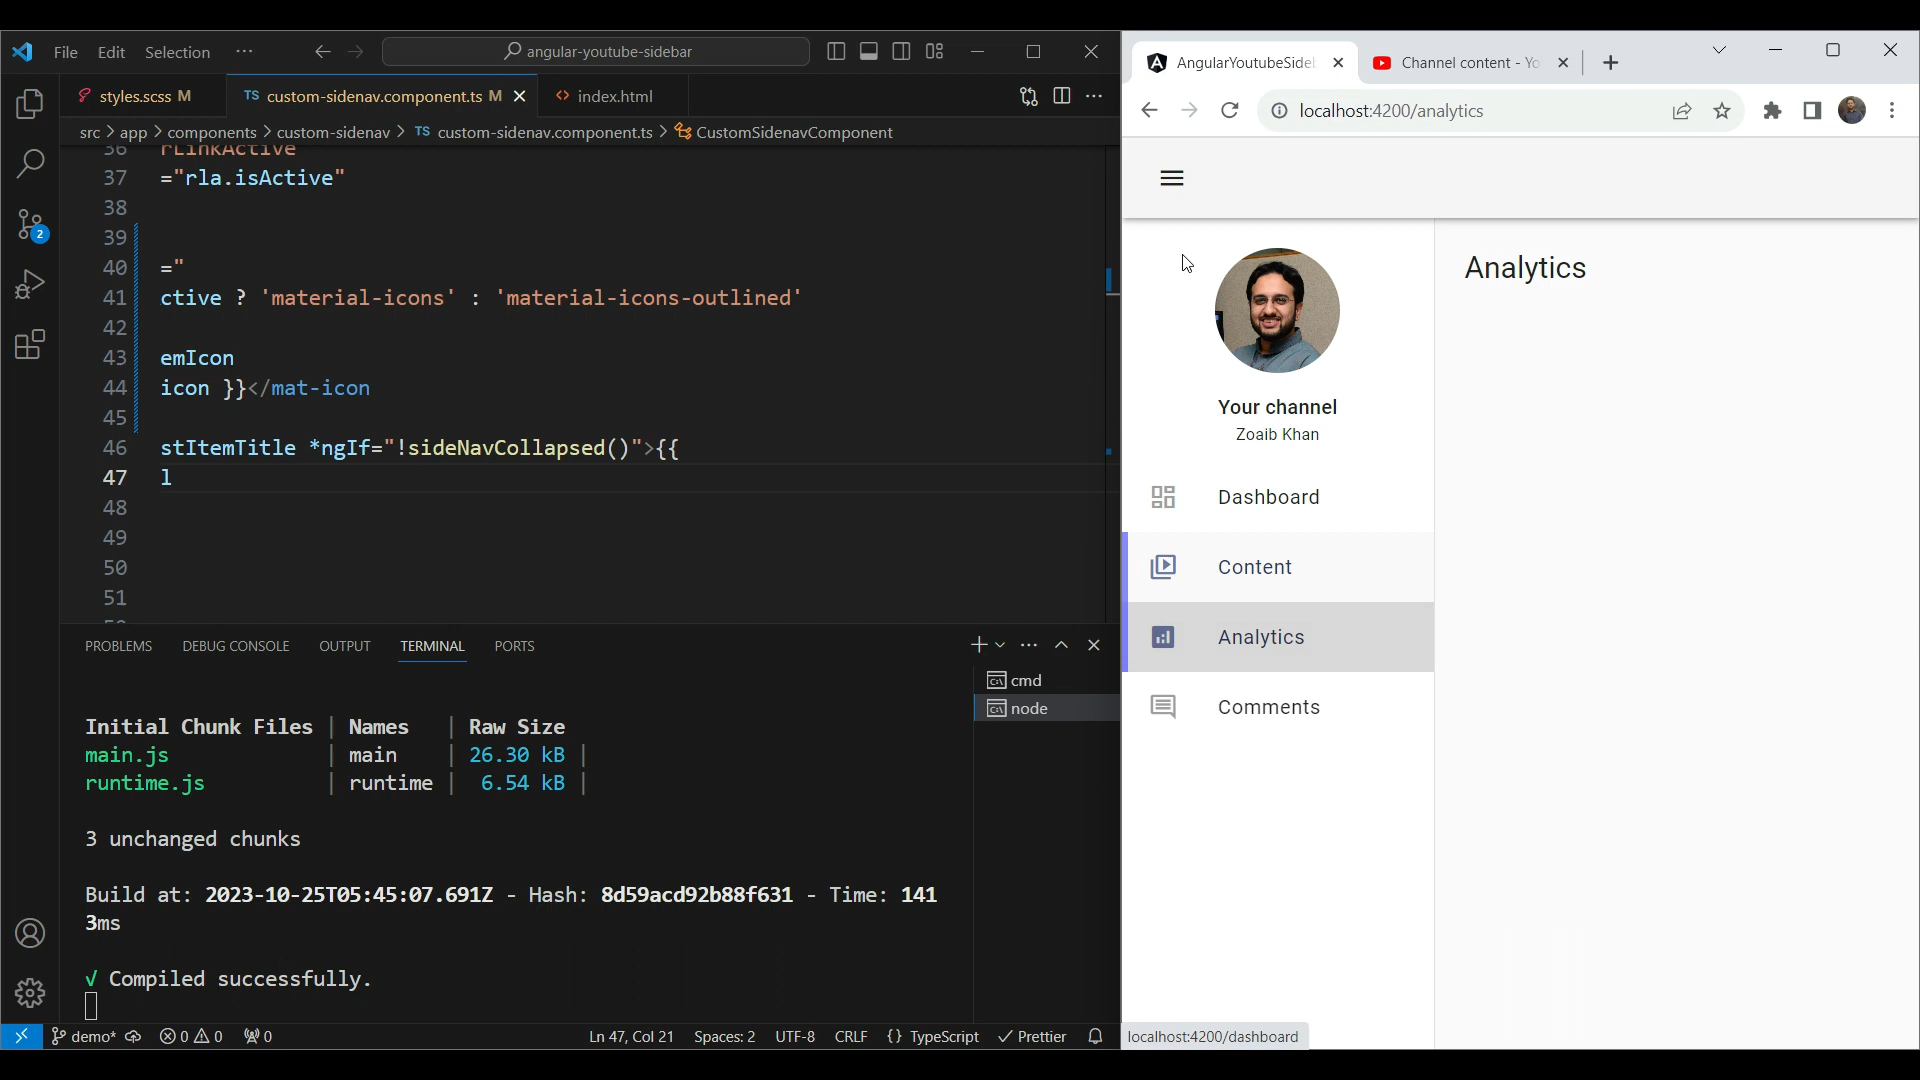 File Edit Selection ···
angular-youtube-sidebar
styles.scss M
TS custom-sidenav.component.ts M
<> index.html
src > app > components > custom-sidenav > TS custom-sidenav.component.ts > CustomSidenavComponent
36 rLinkActive
37 ="rla.isActive"
38
39
40 ="
41 ctive ? 'material-icons' : 'material-icons-outlined'
42
43 emIcon
44 icon }}</mat-icon
45
46 stItemTitle *ngIf="!sideNavCollapsed()">{{
47 l
48
49
50
51
PROBLEMS DEBUG CONSOLE OUTPUT TERMINAL PORTS
cmd
node
Initial Chunk Files | Names | Raw Size
main.js | main | 26.30 kB |
runtime.js | runtime | 6.54 kB |
3 unchanged chunks
Build at: 2023-10-25T05:45:07.691Z - Hash: 8d59acd92b88f631 - Time: 141
3ms
√ Compiled successfully.
2
demo* 0 0 0 Ln 47, Col 21 Spaces: 2 UTF-8 CRLF {} TypeScript Prettier
AngularYoutubeSide
Channel content - Yo
localhost:4200/analytics
Analytics
Your channel
Zoaib Khan
Dashboard
Content
Analytics
Comments
localhost:4200/dashboard